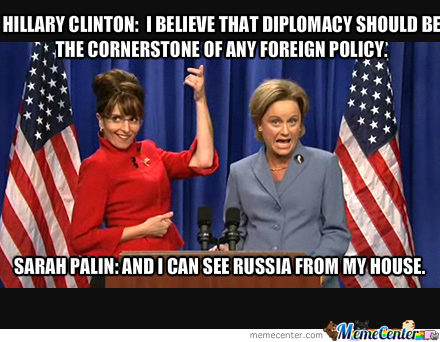 HILLARY CLINTON: I BELIEVE THAT DIPLOMACY SHOULD BE
THE CORNERSTONE OF ANY FOREIGN POLICY.
SARAH PALIN: AND I CAN SEE RUSSIA FROM MY HOUSE.
memecenter.com MemeCenter